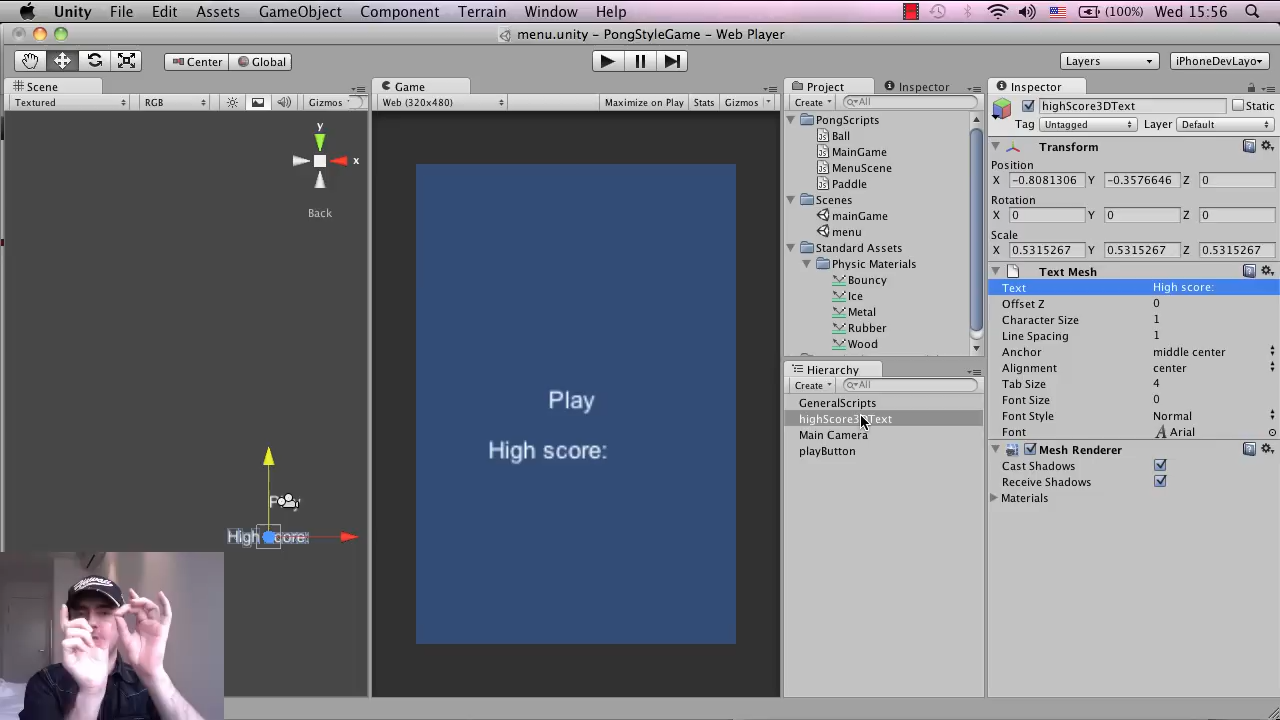 Unity File Edit Assets GameObject Component Terrain Window Help (100%) Wed 15:56
menu.unity – PongStyleGame – Web Player
Center Global Layers iPhoneDevLayo
Scene
Textured RGB Gizmos
y
x
Back
Play
High score:
Game
Web (320x480) Maximize on Play Stats Gizmos
Play
High score:
Project Inspector
Create All
PongScripts
Ball
MainGame
MenuScene
Paddle
Scenes
mainGame
menu
Standard Assets
Physic Materials
Bouncy
Ice
Metal
Rubber
Wood
Hierarchy
Create All
GeneralScripts
highScore3DText
Main Camera
playButton
Inspector
highScore3DText Static
Tag Untagged Layer Default
Transform
Position
X −0.8081306 Y −0.3576646 Z 0
Rotation
X 0 Y 0 Z 0
Scale
X 0.5315267 Y 0.5315267 Z 0.5315267
Text Mesh
Text High score:
Offset Z 0
Character Size 1
Line Spacing 1
Anchor middle center
Alignment center
Tab Size 4
Font Size 0
Font Style Normal
Font Arial
Mesh Renderer
Cast Shadows
Receive Shadows
Materials